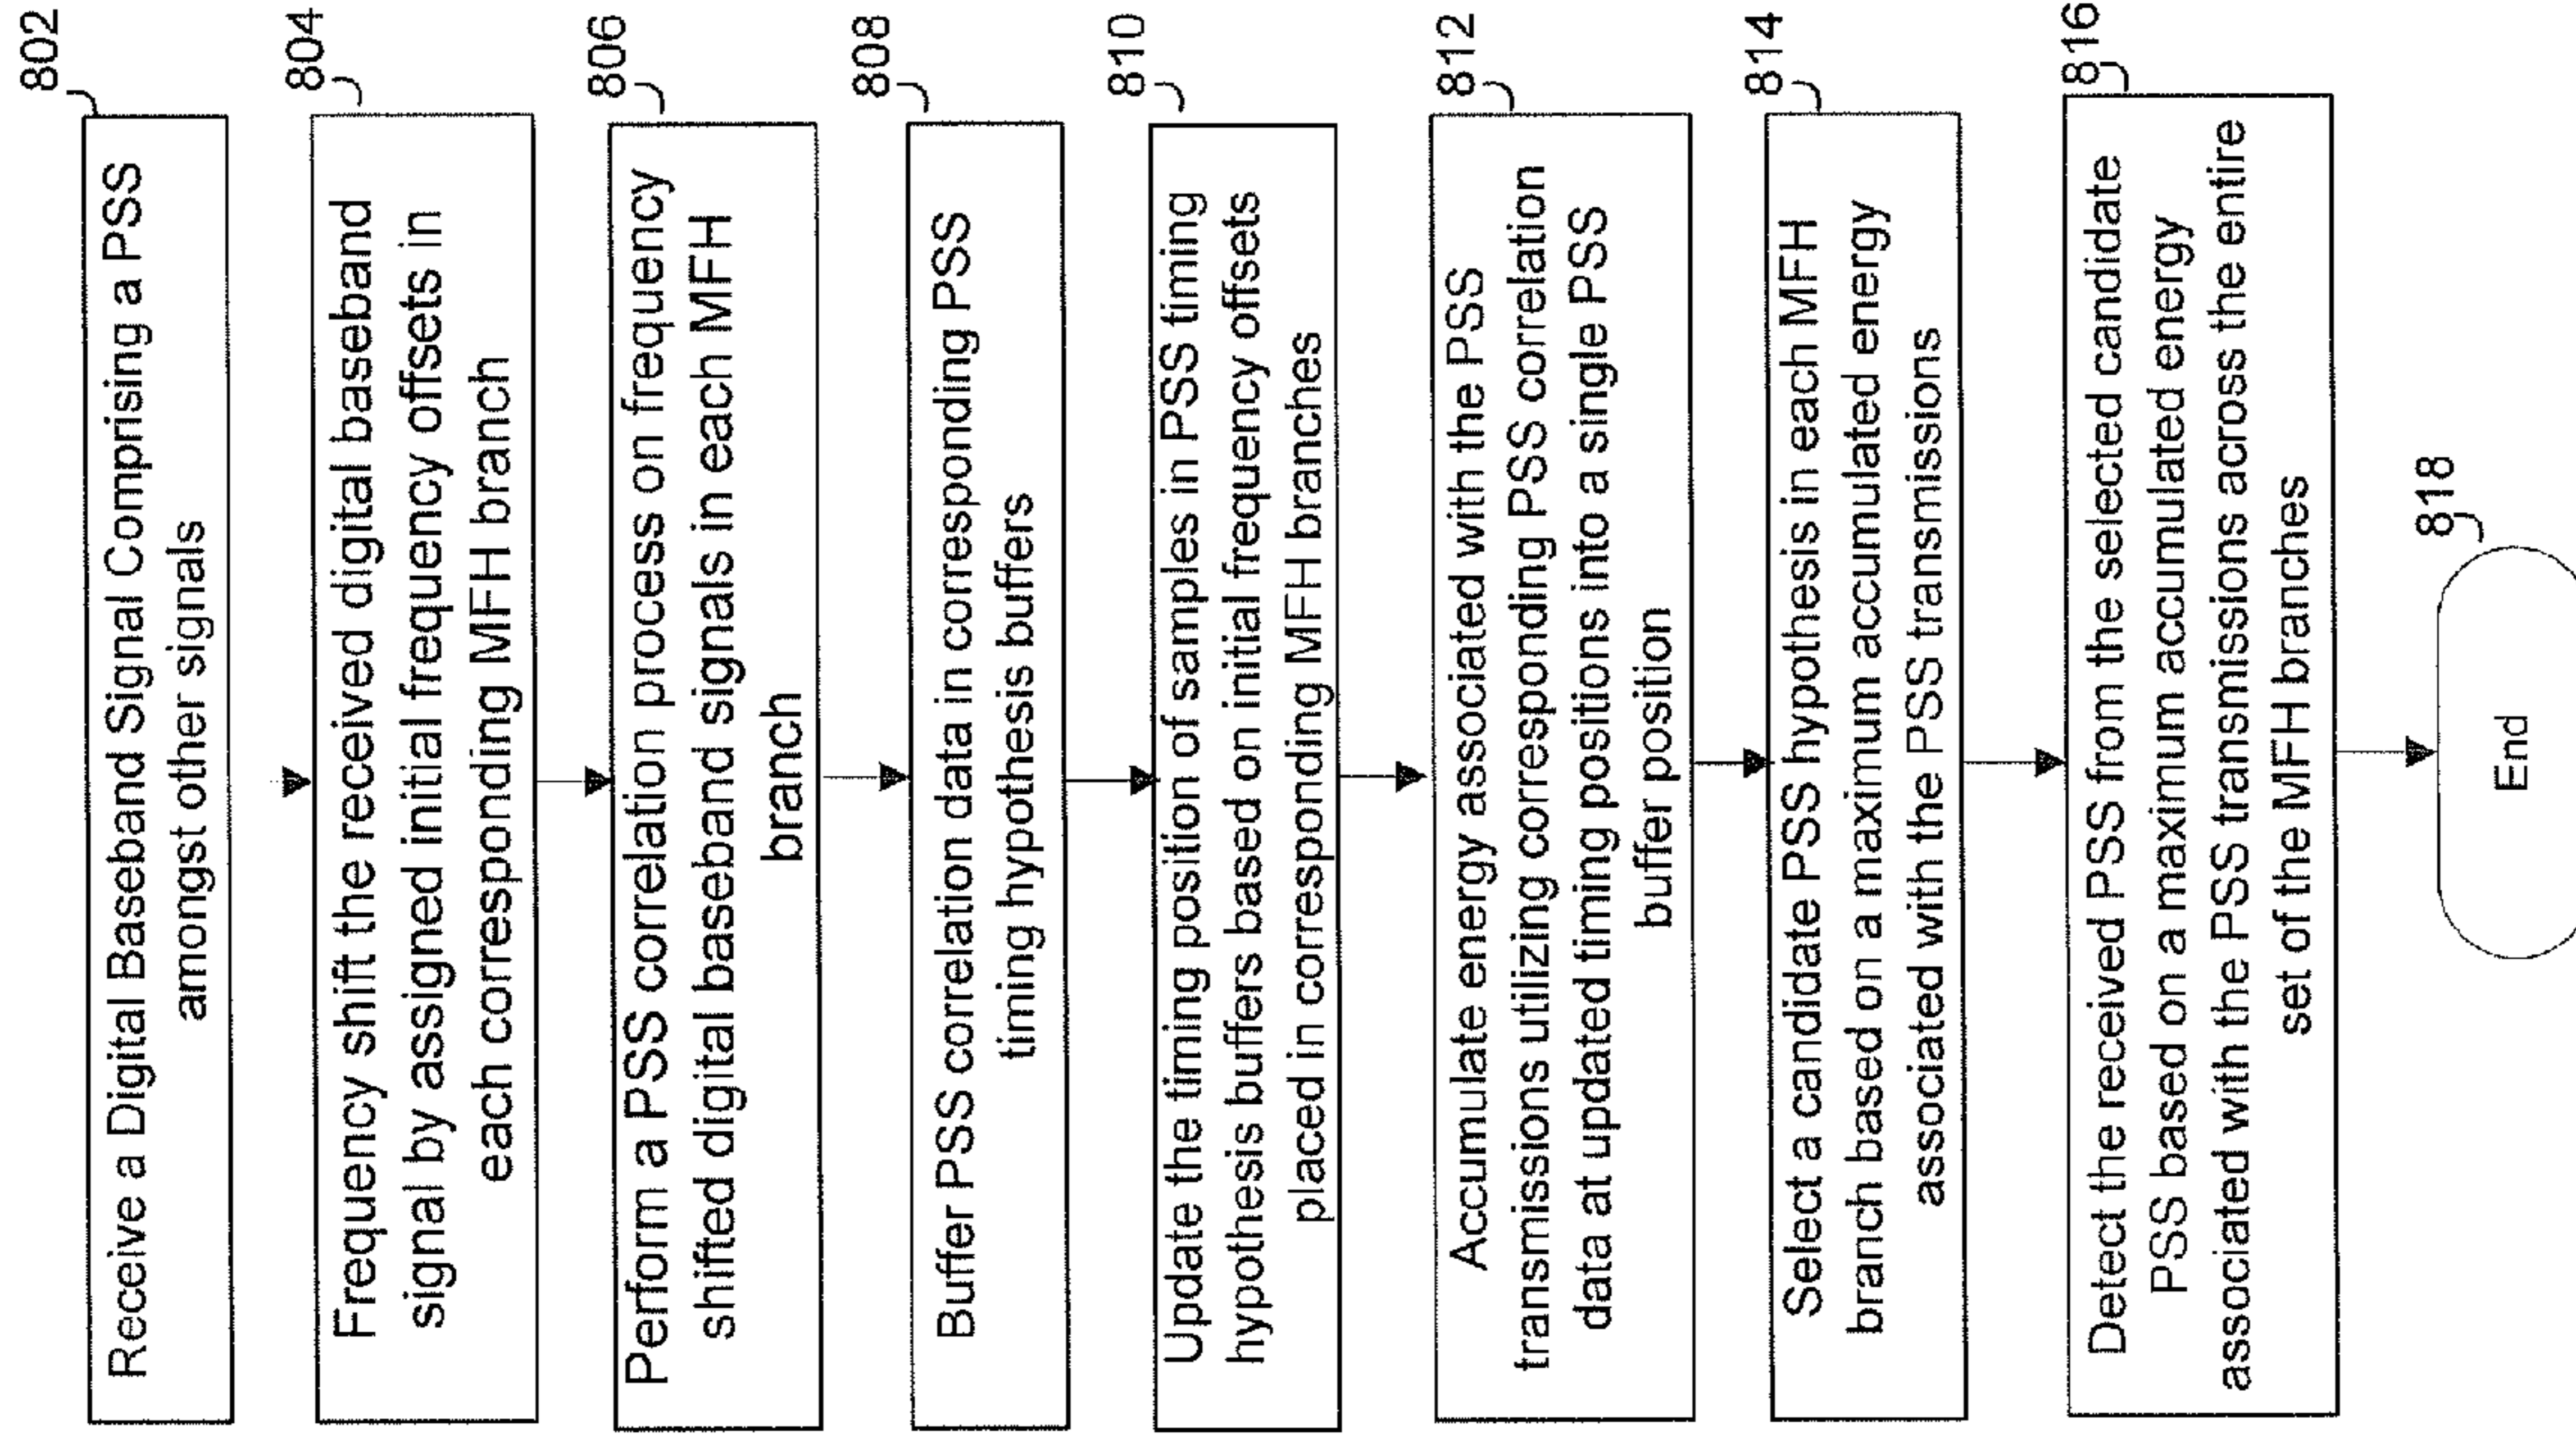 802
Receive a Digital Baseband Signal Comprising a PSS
amongst other signals
804
Frequency shift the received digital baseband
signal by assigned initial frequency offsets in
each corresponding MFH branch
806
Perform a PSS correlation process on frequency
shifted digital baseband signals in each MFH
branch
808
Buffer PSS correlation data in corresponding PSS
timing hypothesis buffers
810
Update the timing position of samples in PSS timing
hypothesis buffers based on initial frequency offsets
placed in corresponding MFH branches
812
Accumulate energy associated with the PSS
transmissions utilizing corresponding PSS correlation
data at updated timing positions into a single PSS
buffer position
814
Select a candidate PSS hypothesis in each MFH
branch based on a maximum accumulated energy
associated with the PSS transmissions
816
Detect the received PSS from the selected candidate
PSS based on a maximum accumulated energy
associated with the PSS transmissions across the entire
set of the MFH branches
818
End